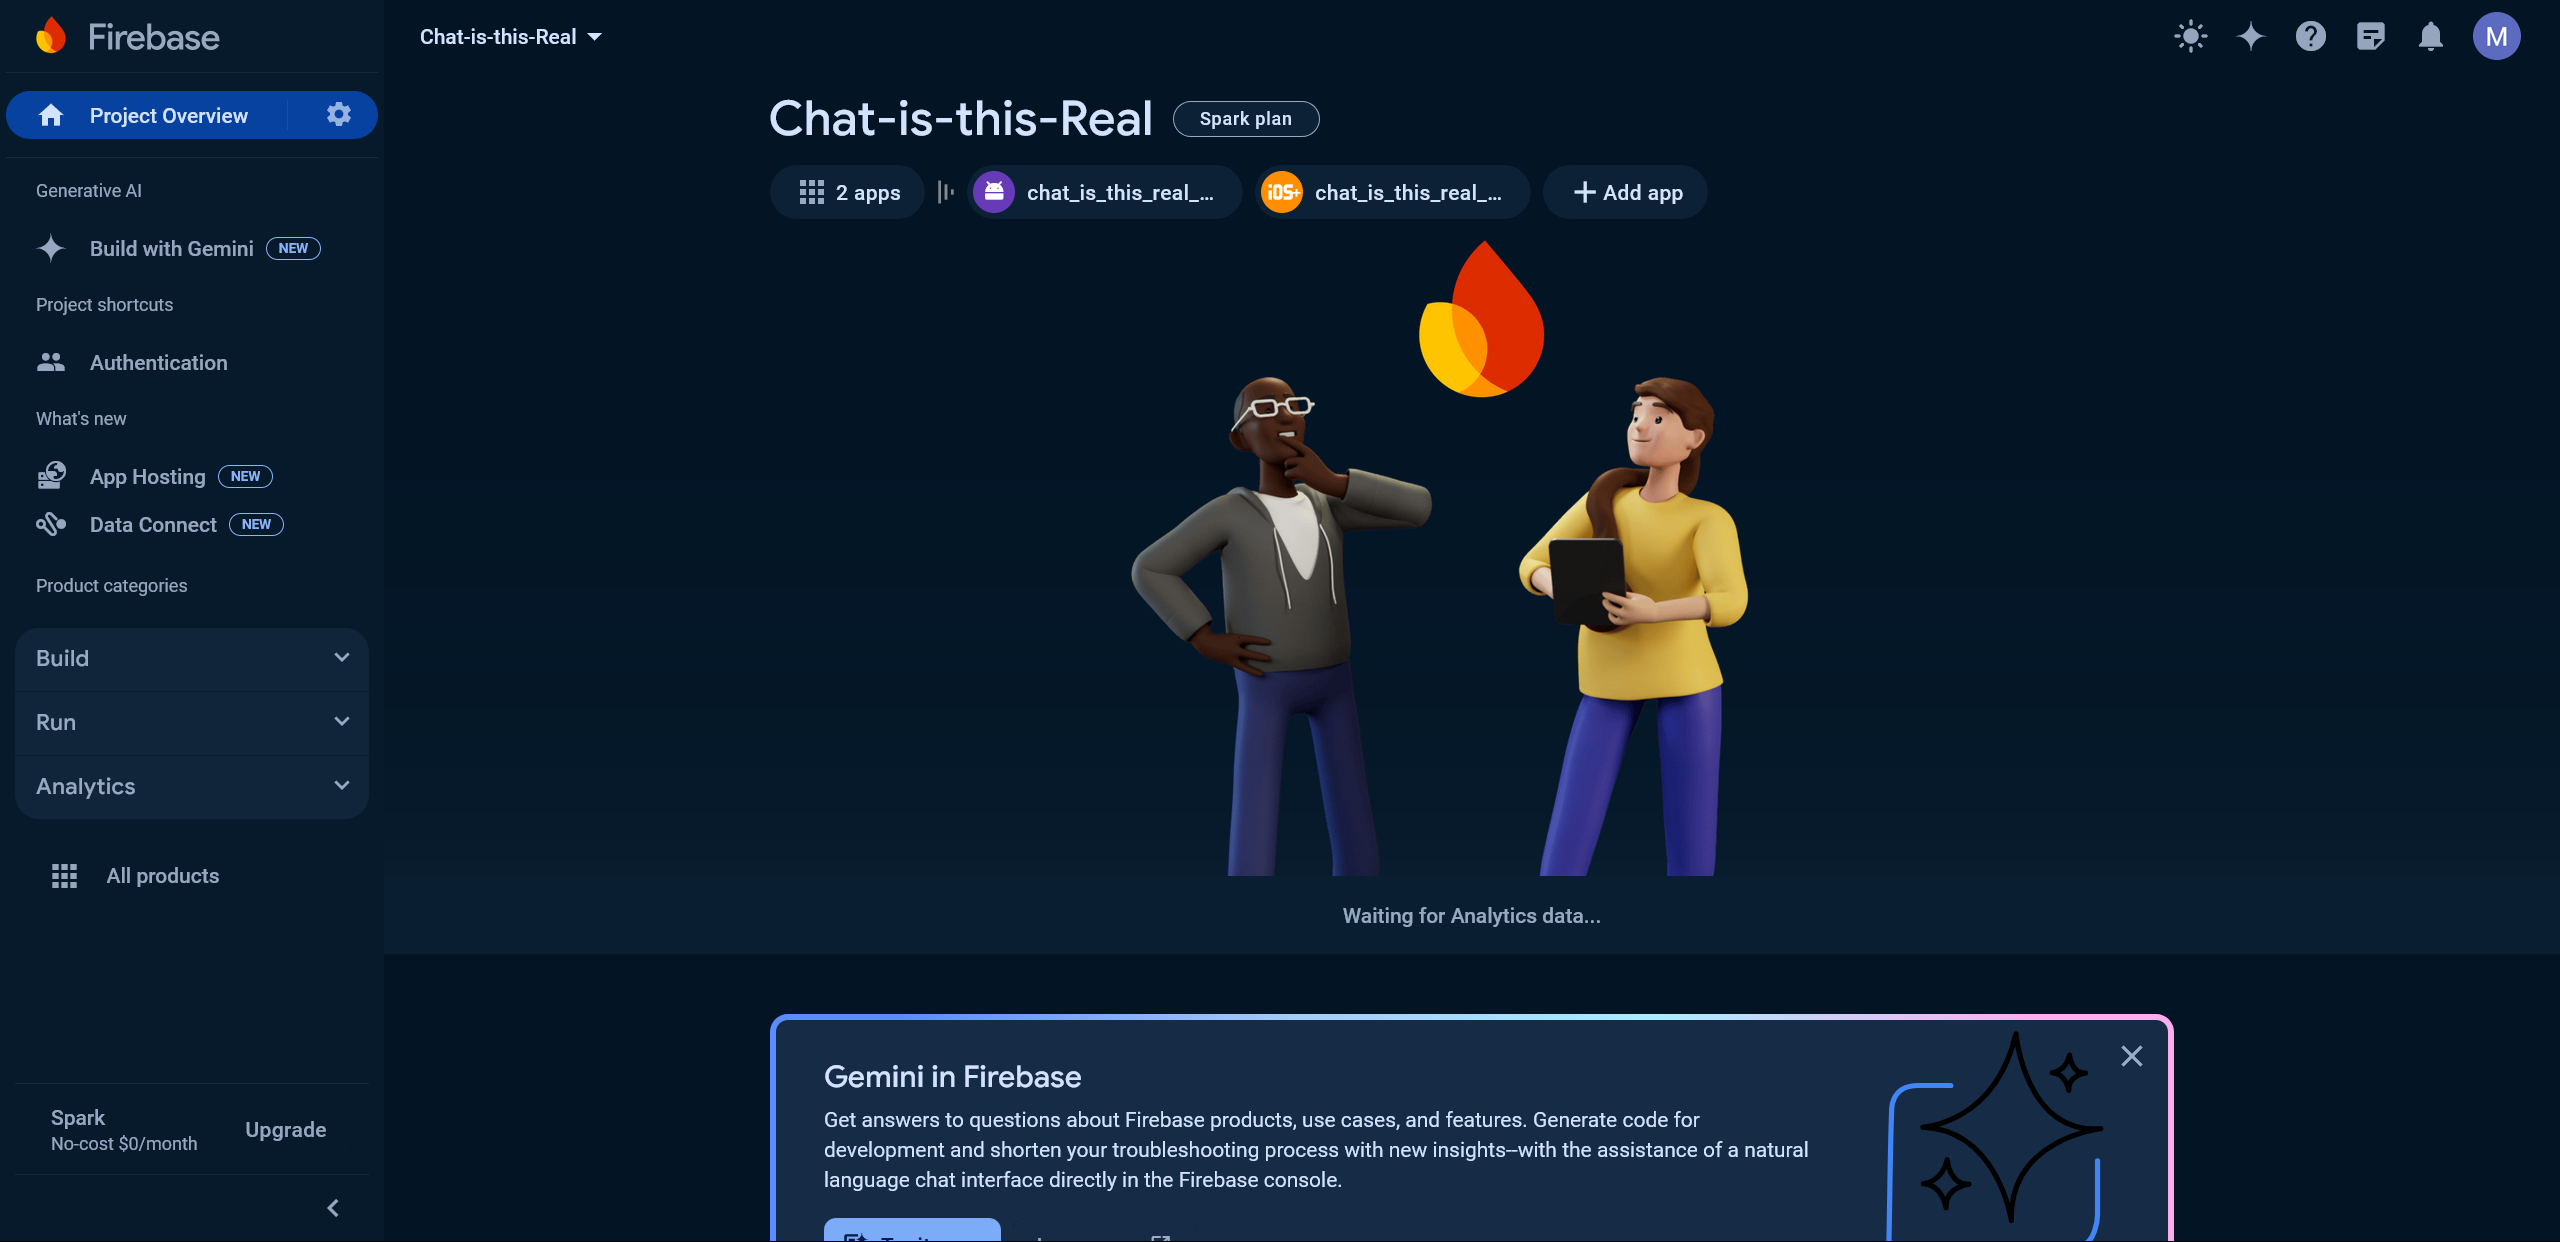 Firebase
Chat-is-this-Real
M
Project Overview
Generative AI
Build with Gemini NEW
Project shortcuts
Authentication
What's new
App Hosting NEW
Data Connect NEW
Product categories
Build
Run
Analytics
All products
Spark
No-cost $0/month
Upgrade
Chat-is-this-Real Spark plan
2 apps
chat_is_this_real_...
iOS+ chat_is_this_real_...
Add app
Waiting for Analytics data...
Gemini in Firebase
Get answers to questions about Firebase products, use cases, and features. Generate code for
development and shorten your troubleshooting process with new insights–with the assistance of a natural
language chat interface directly in the Firebase console.